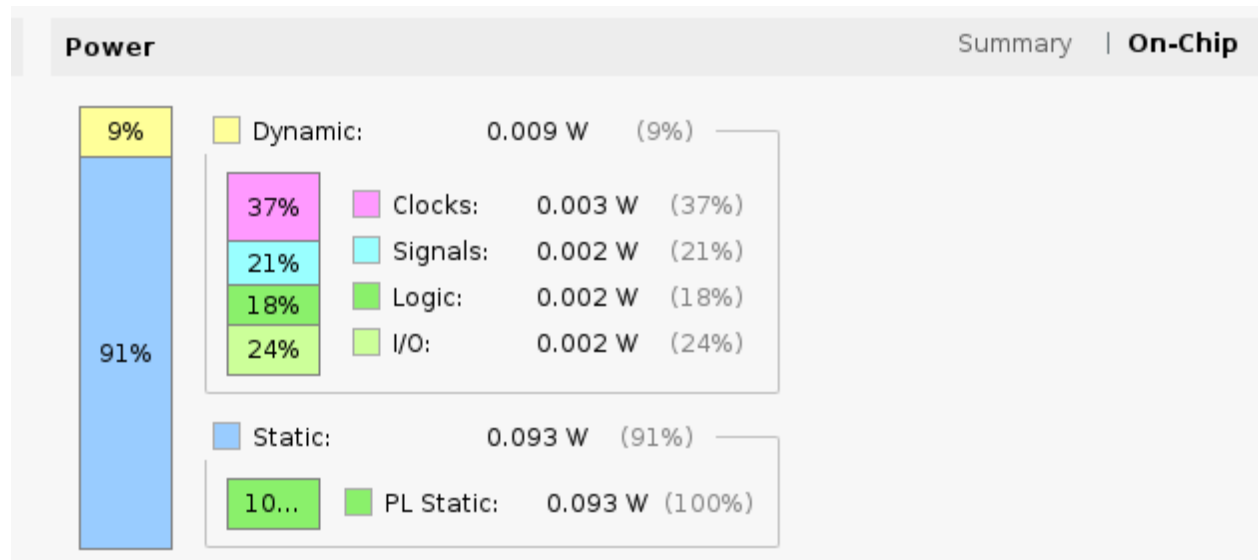 Power Summary | On-Chip
9% Dynamic: 0.009 W (9%)
37% Clocks: 0.003 W (37%)
21% Signals: 0.002 W (21%)
18% Logic: 0.002 W (18%)
24% I/O: 0.002 W (24%)
91%
Static: 0.093 W (91%)
10... PL Static: 0.093 W (100%)